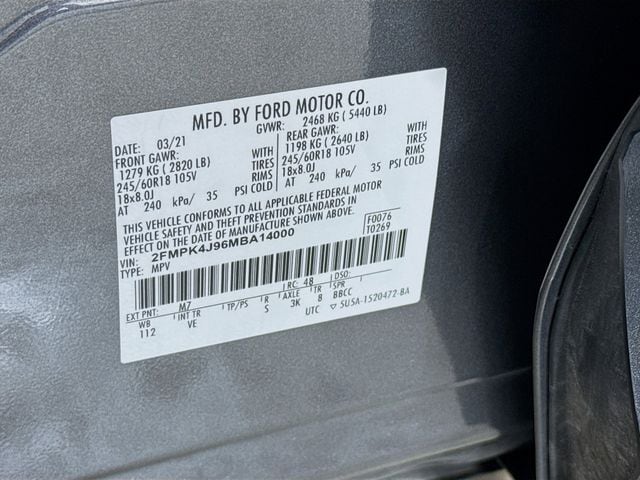 MFD. BY FORD MOTOR CO.
DATE: 03/21 GVWR: 2468 KG ( 5440 LB)
FRONT GAWR: REAR GAWR:
1279 KG ( 2820 LB) WITH 1198 KG ( 2640 LB) WITH
245/60R18 105V TIRES 245/60R18 105V TIRES
18x8.0J RIMS 18x8.0J
AT 240 kPa/ 35 PSI COLD AT 240 kPa/ 35 PSI COLD
THIS VEHICLE CONFORMS TO ALL APPLICABLE FEDERAL MOTOR
VEHICLE SAFETY AND THEFT PREVENTION STANDARDS IN
EFFECT ON THE DATE OF MANUFACTURE SHOWN ABOVE.
VIN: 2FMPK4J96MBA14000 F0076
TYPE: MPV T0269
EXT PNT: M7 RC: 48 DSO:
WB INT TR TP/PS R AXLE TR SPR
112 VE S 3K 8 BBCC
UTC ▽ 5U5A-1520472-BA